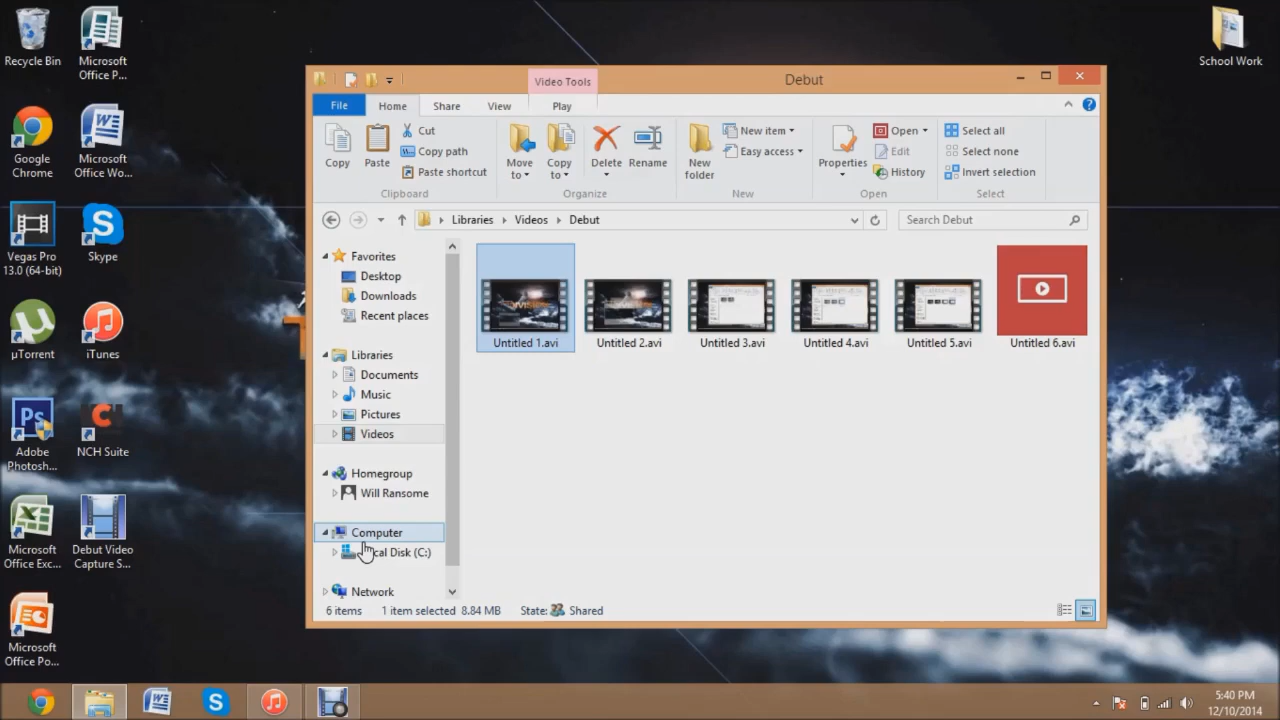 Recycle Bin
Microsoft
Office P...
Google
Chrome
Microsoft
Office Wo...
Vegas Pro
13.0 (64-bit)
Skype
µTorrent
iTunes
Adobe
Photosh...
NCH Suite
Microsoft
Office Exc...
Debut Video
Capture S...
Microsoft
Office Po...
School Work
Video Tools
Debut
File
Home
Share
View
Play
Copy
Paste
Cut
Copy path
Paste shortcut
Clipboard
Move
to
Copy
to
Delete
Rename
Organize
New
folder
New item
Easy access
New
Properties
Open
Edit
History
Open
Select all
Select none
Invert selection
Select
Libraries
Videos
Debut
Search Debut
Favorites
Desktop
Downloads
Recent places
Libraries
Documents
Music
Pictures
Videos
Homegroup
Will Ransome
Computer
cal Disk (C:)
Network
Untitled 1.avi
Untitled 2.avi
Untitled 3.avi
Untitled 4.avi
Untitled 5.avi
Untitled 6.avi
6 items 1 item selected 8.84 MB State: Shared
5:40 PM
12/10/2014